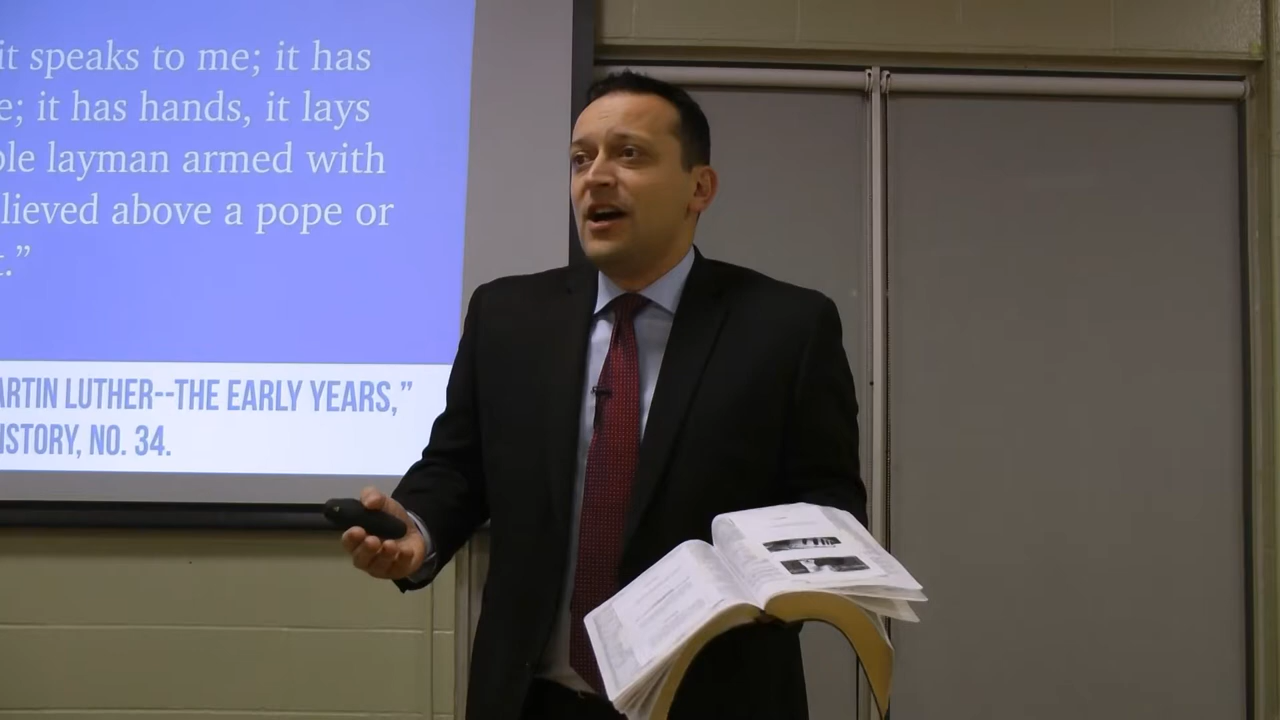 it speaks to me; it has
e; it has hands, it lays
ble layman armed with
lieved above a pope or
t.”
ARTIN LUTHER--THE EARLY YEARS,”
ISTORY, NO. 34.